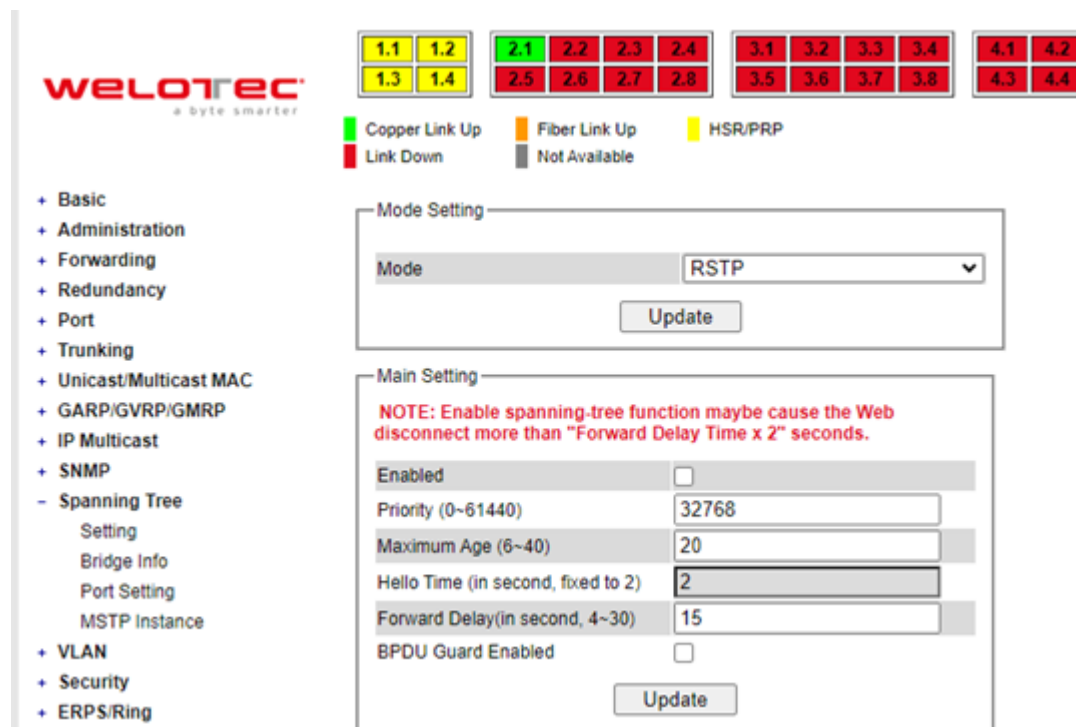 1.1 1.2 2.1 2.2 2.3 2.4 3.1 3.2 3.3 3.4 4.1 4.2
1.3 1.4 2.5 2.6 2.7 2.8 3.5 3.6 3.7 3.8 4.3 4.4
WELOTEC
a byte smarter
Copper Link Up Fiber Link Up HSR/PRP
Link Down Not Available
+ Basic
+ Administration
+ Forwarding
+ Redundancy
+ Port
+ Trunking
+ Unicast/Multicast MAC
+ GARP/GVRP/GMRP
+ IP Multicast
+ SNMP
– Spanning Tree
Setting
Bridge Info
Port Setting
MSTP Instance
+ VLAN
+ Security
+ ERPS/Ring
Mode Setting
Mode RSTP
Update
Main Setting
NOTE: Enable spanning-tree function maybe cause the Web
disconnect more than "Forward Delay Time x 2" seconds.
Enabled
Priority (0~61440) 32768
Maximum Age (6~40) 20
Hello Time (in second, fixed to 2) 2
Forward Delay(in second, 4~30) 15
BPDU Guard Enabled
Update